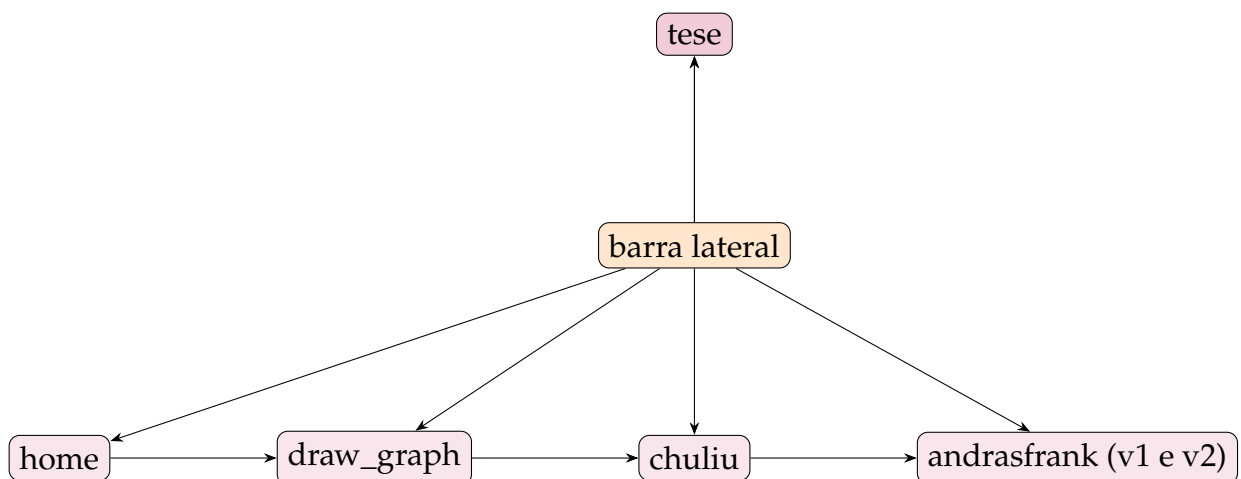 tese
barra lateral
home
draw_graph
chuliu
andrasfrank (v1 e v2)